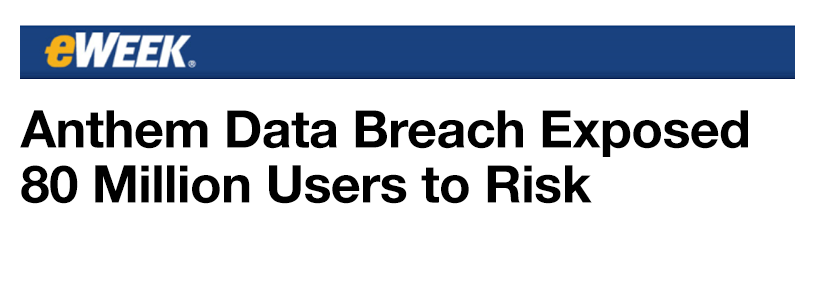 eWEEK®
Anthem Data Breach Exposed
80 Million Users to Risk